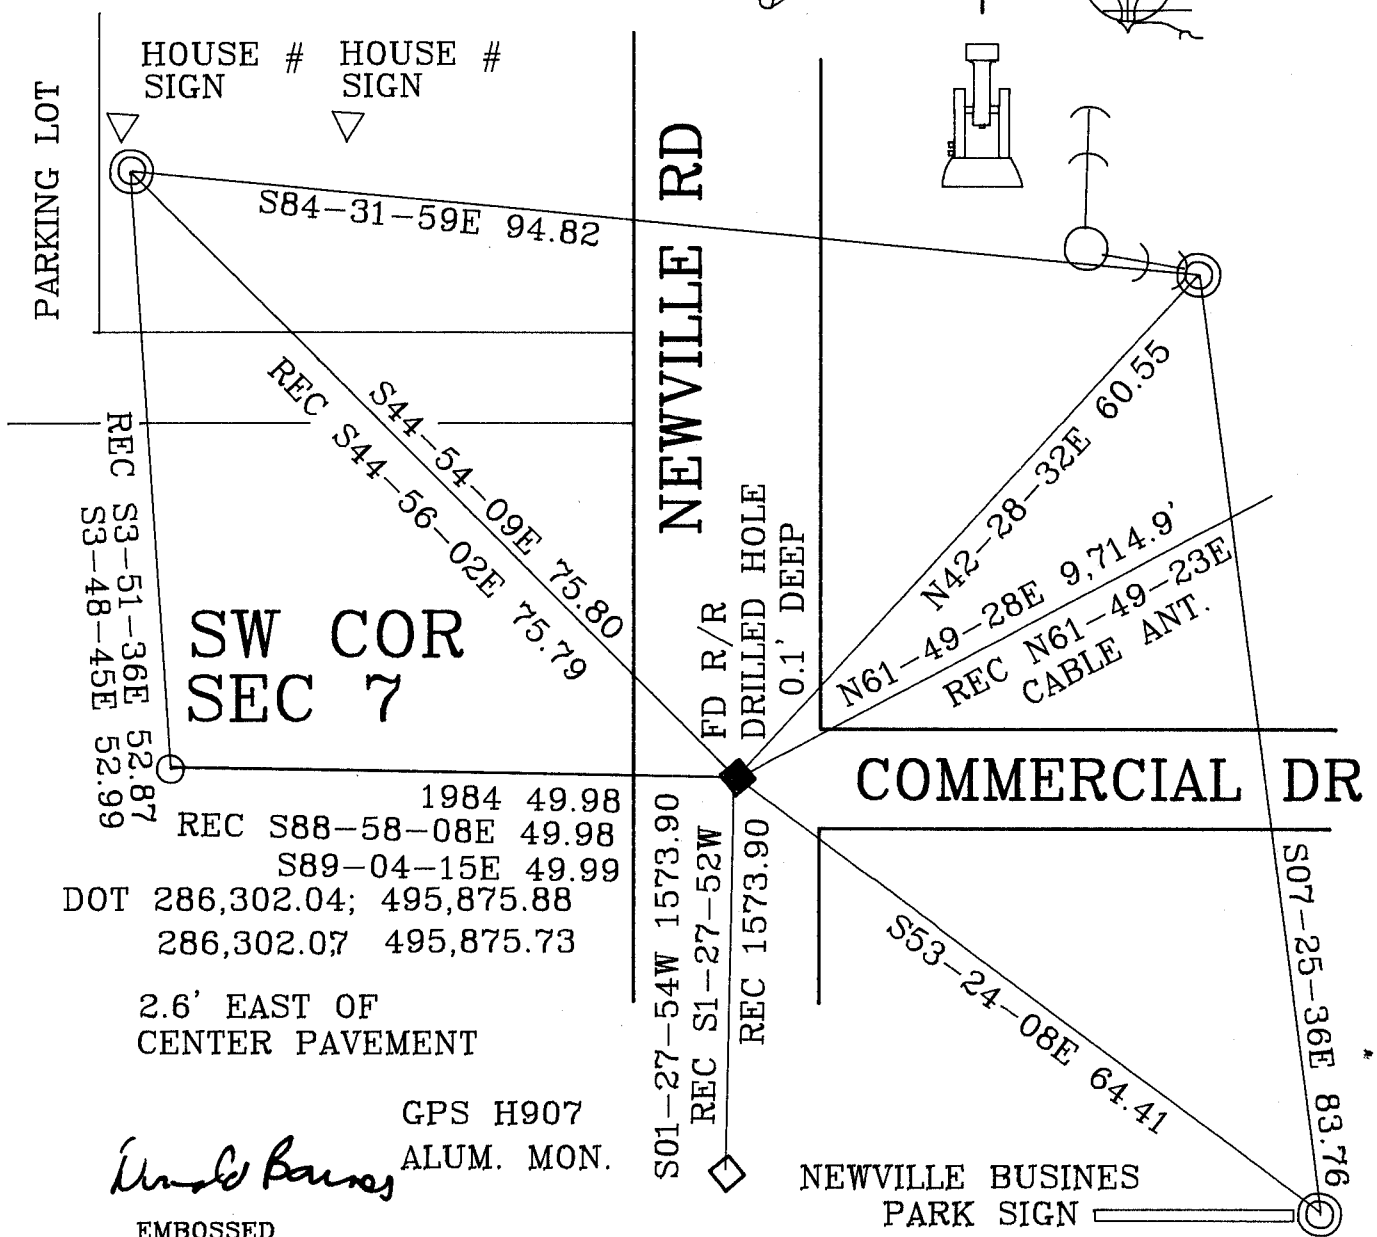 HOUSE # HOUSE #
SIGN SIGN
PARKING LOT
S84-31-59E 94.82
NEWVILLE RD
REC S3-51-36E 52.87
S3-48-45E 52.99
S44-54-09E 75.80
REC S44-56-02E 75.79
N42-28-32E 60.55
N61-49-28E 9,714.9'
REC N61-49-23E
CABLE ANT.
FD R/R
DRILLED HOLE
0.1' DEEP
SW COR
SEC 7
COMMERCIAL DR
1984 49.98
REC S88-58-08E 49.98
S89-04-15E 49.99
DOT 286,302.04; 495,875.88
286,302.07 495,875.73
2.6' EAST OF
CENTER PAVEMENT
S01-27-54W 1573.90
REC S1-27-52W
REC 1573.90
S53-24-08E 64.41
S07-25-36E 83.76
GPS H907
ALUM. MON.
Donald Barnes
NEWVILLE BUSINES
PARK SIGN
EMBOSSED